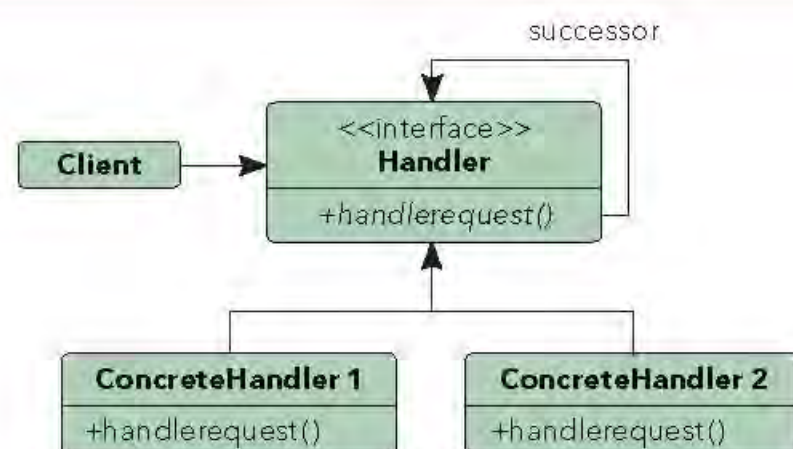 successor
<<interface>>
Handler
Client
+handlerequest()
ConcreteHandler 1
+handlerequest()
ConcreteHandler 2
+handlerequest()